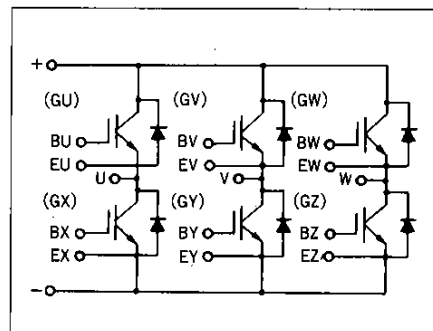 +
(GU) (GV) (GW)
BU BV BW
EU EV EW
U V W
(GX) (GY) (GZ)
BX BY BZ
EX EY EZ
−